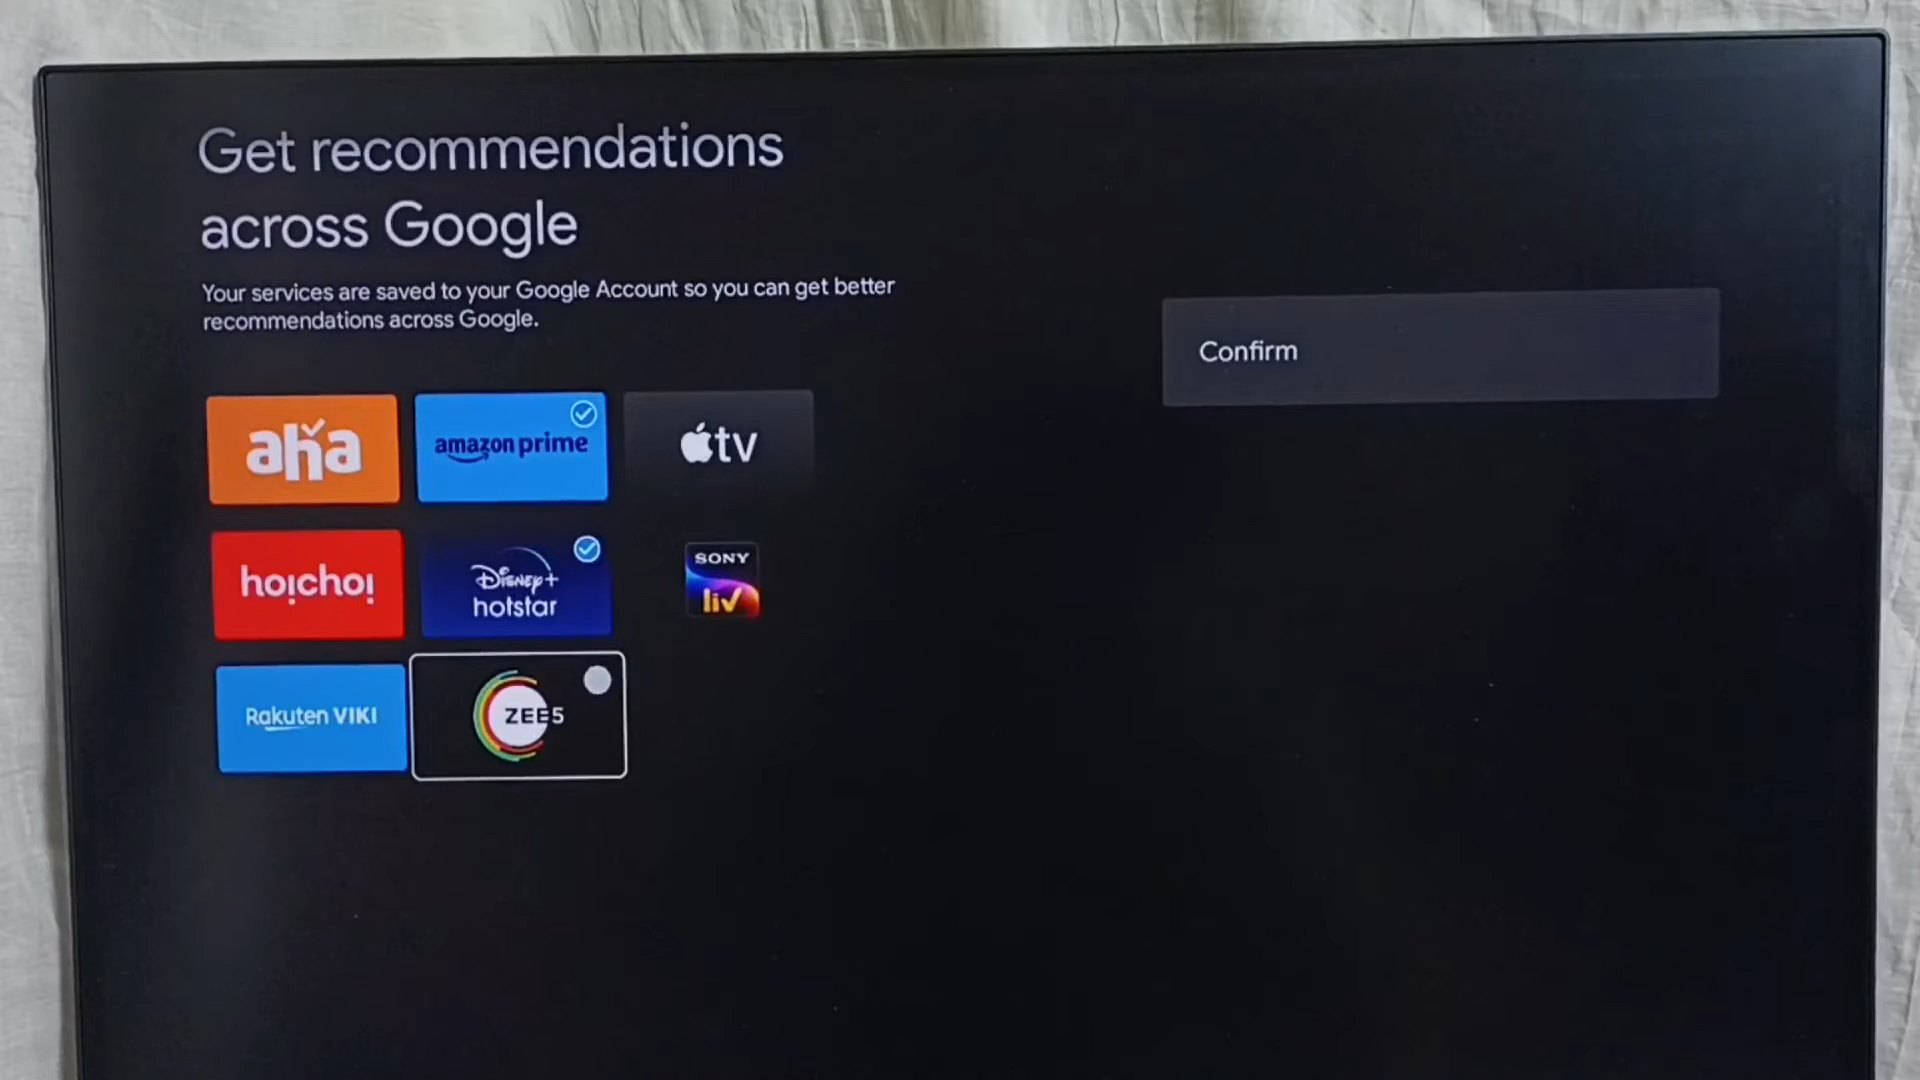 Get recommendations
across Google
Your services are saved to your Google Account so you can get better
recommendations across Google.
Confirm
aha
amazon prime
tv
hoichoi
Disney+
hotstar
SONY
liv
Rakuten VIKI
ZEE5